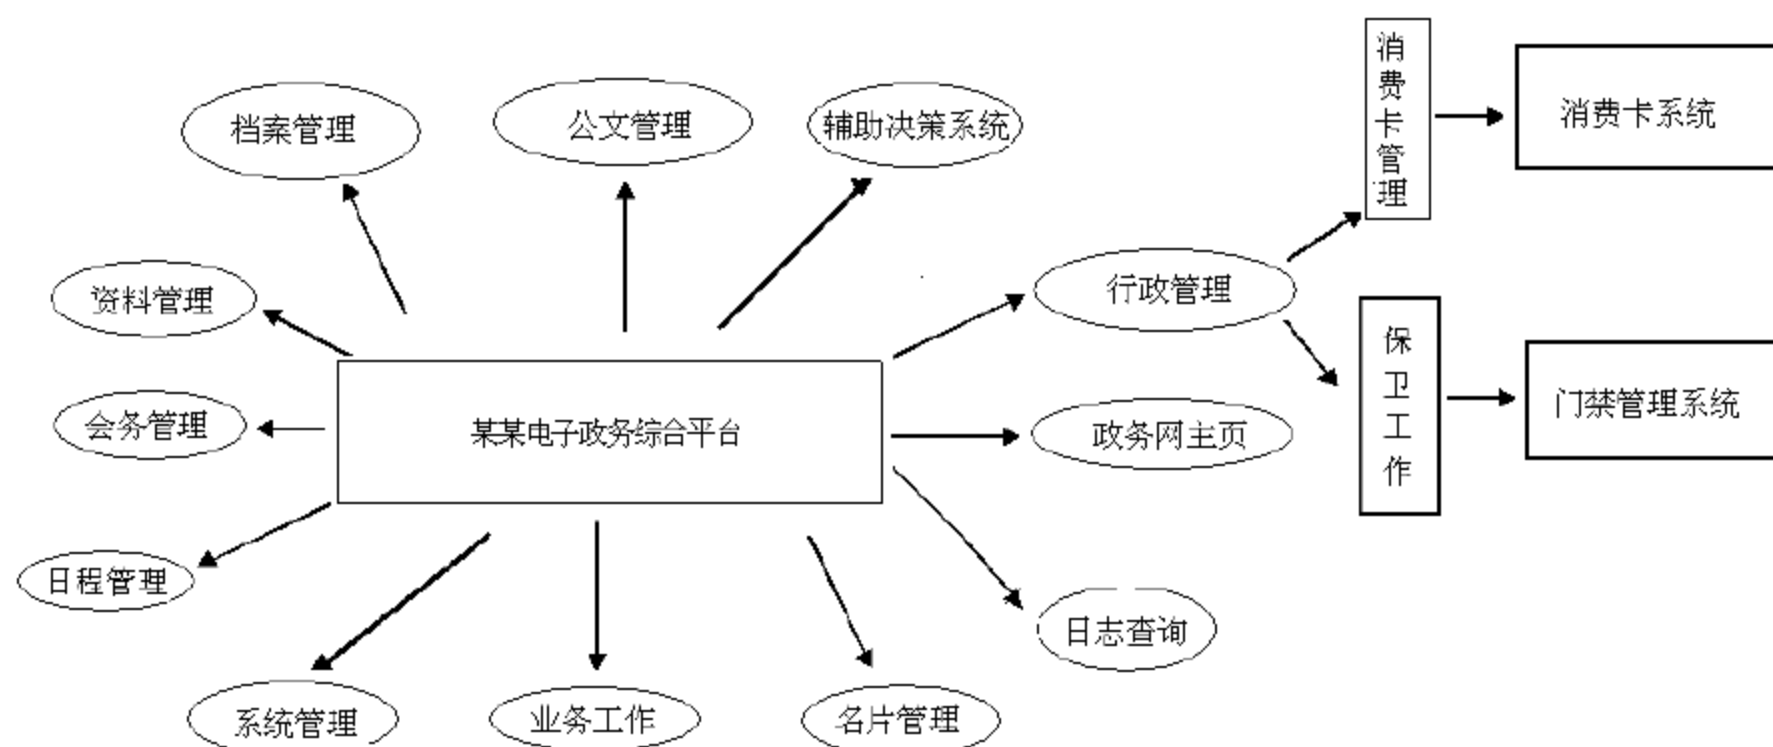 档案管理
公文管理
辅助决策系统
消费卡管理
消费卡系统
资料管理
行政管理
会务管理
某某电子政务综合平台
政务网主页
保卫工作
门禁管理系统
日程管理
日志查询
系统管理
业务工作
名片管理